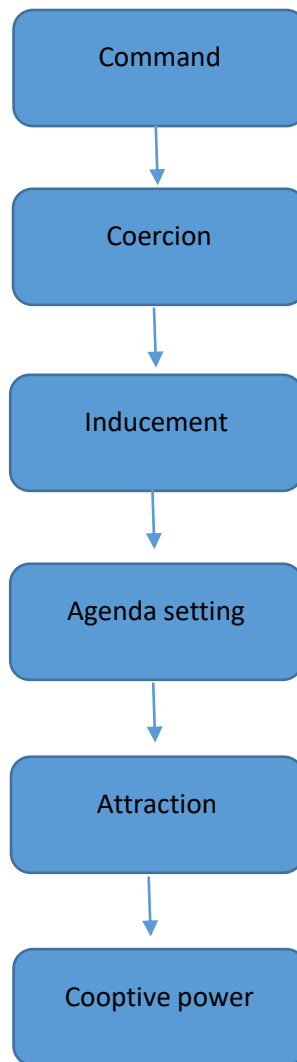 Command
Coercion
Inducement
Agenda setting
Attraction
Cooptive power